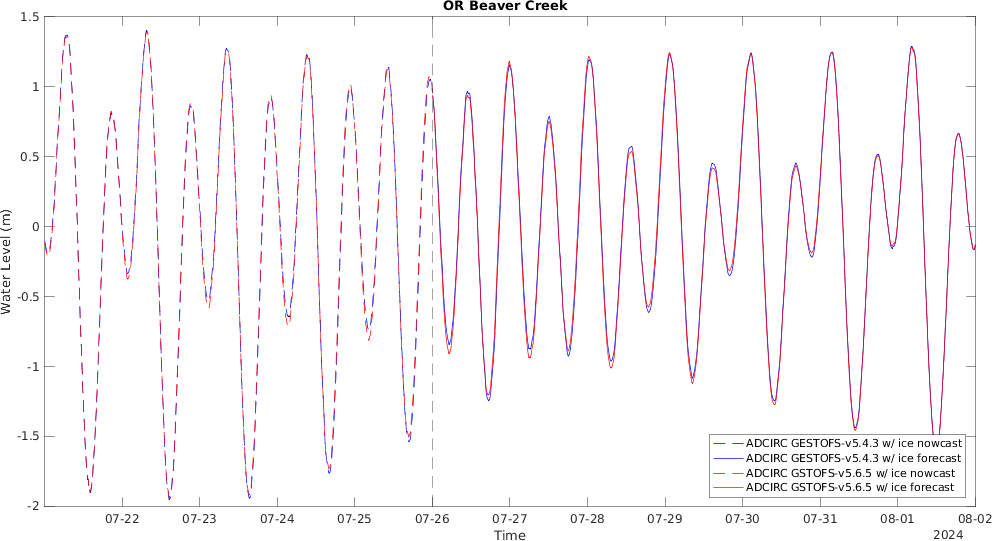 OR Beaver Creek
1.5
1
0.5
0
-0.5
-1
-1.5
-2
Water Level (m)
07-22 07-23 07-24 07-25 07-26 07-27 07-28 07-29 07-30 07-31 08-01 08-02
Time
2024
ADCIRC GESTOFS-v5.4.3 w/ ice nowcast
ADCIRC GESTOFS-v5.4.3 w/ ice forecast
ADCIRC GSTOFS-v5.6.5 w/ ice nowcast
ADCIRC GSTOFS-v5.6.5 w/ ice forecast